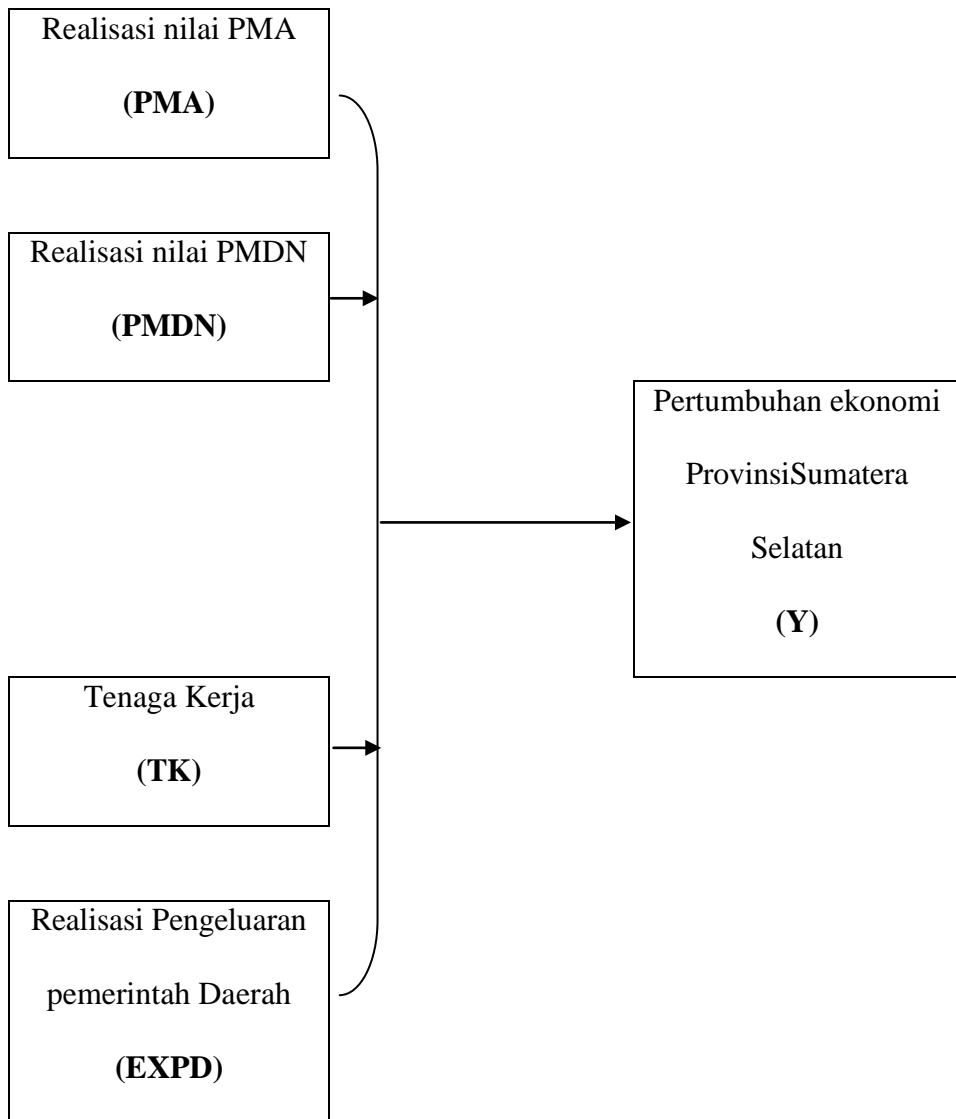 Realisasi nilai PMA
(PMA)
Realisasi nilai PMDN
(PMDN)
Pertumbuhan ekonomi
ProvinsiSumatera
Selatan
(Y)
Tenaga Kerja
(TK)
Realisasi Pengeluaran
pemerintah Daerah
(EXPD)